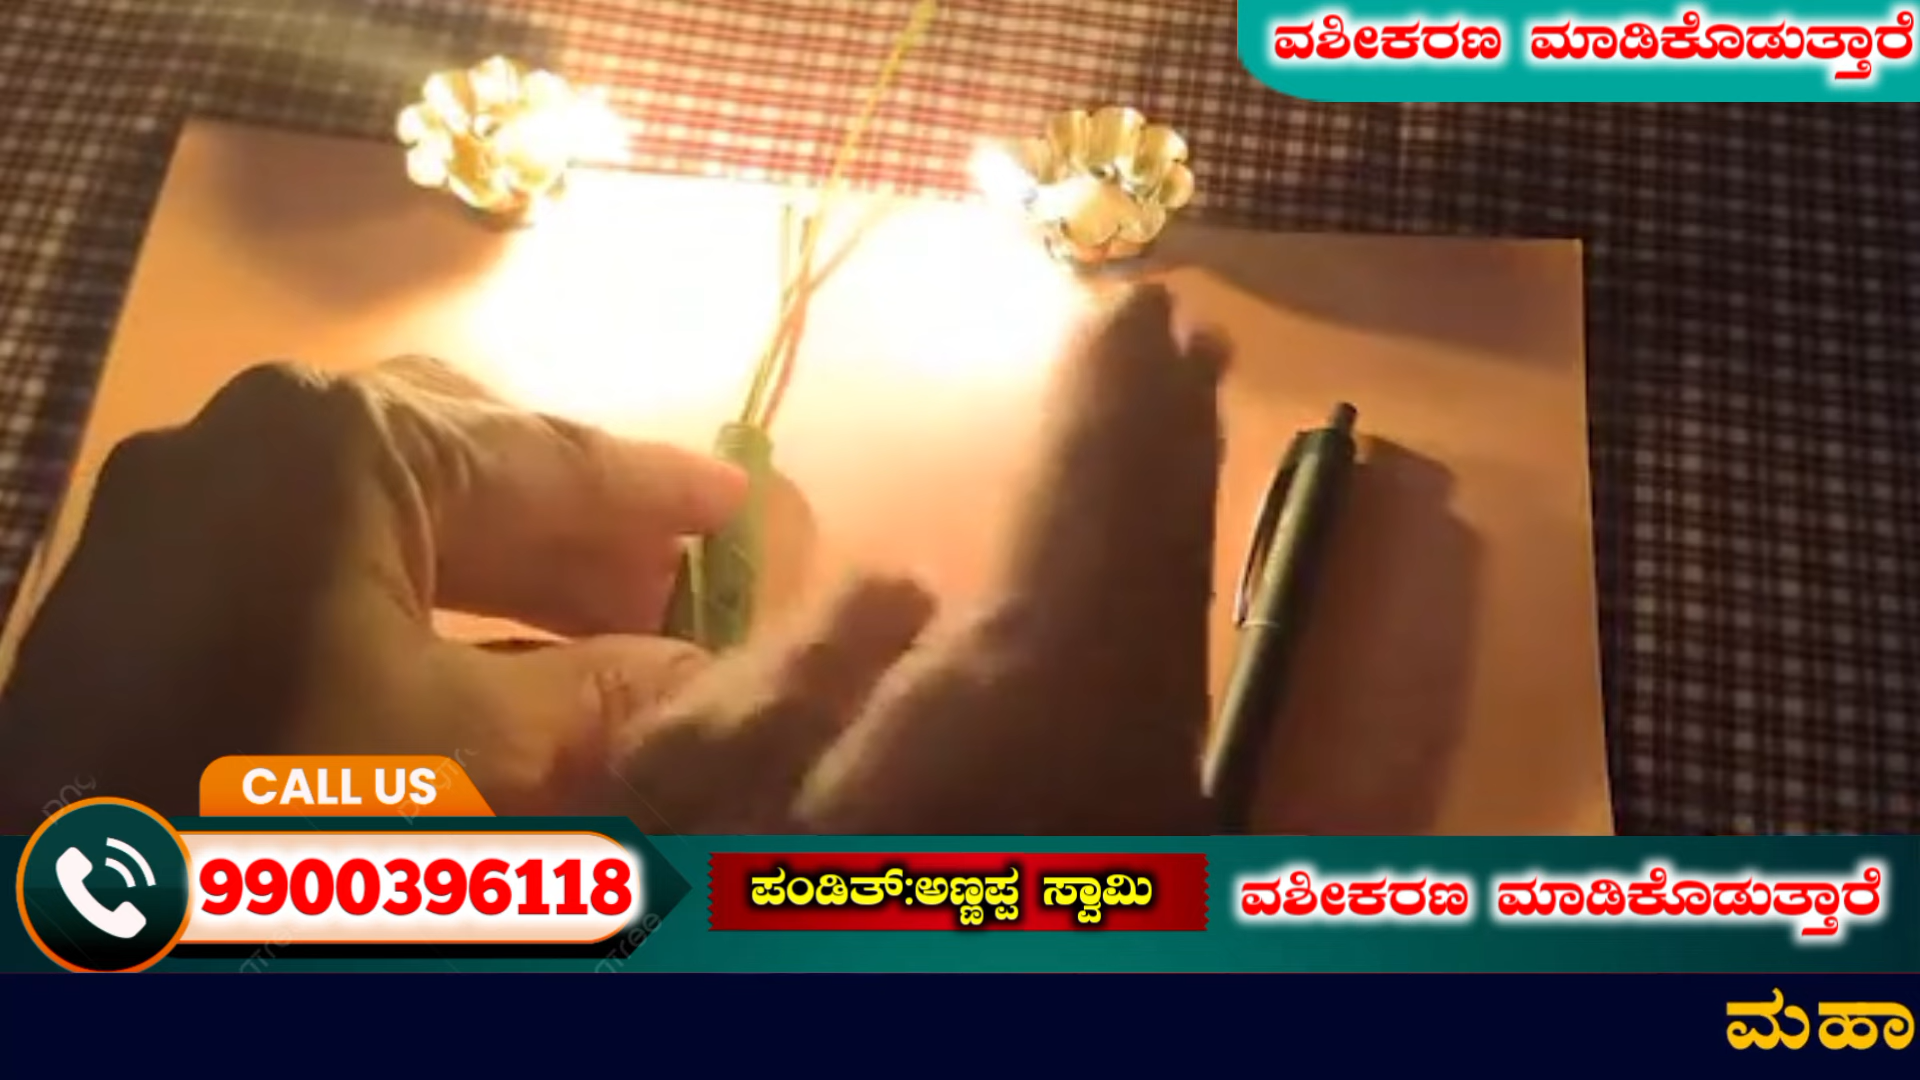 ವಶೀಕರಣ ಮಾಡಿಕೊಡುತ್ತಾರೆ
CALL US
9900396118
ಪಂಡಿತ್:ಅಣ್ಣಪ್ಪ ಸ್ವಾಮಿ
ವಶೀಕರಣ ಮಾಡಿಕೊಡುತ್ತಾರೆ
ಮಹಾ